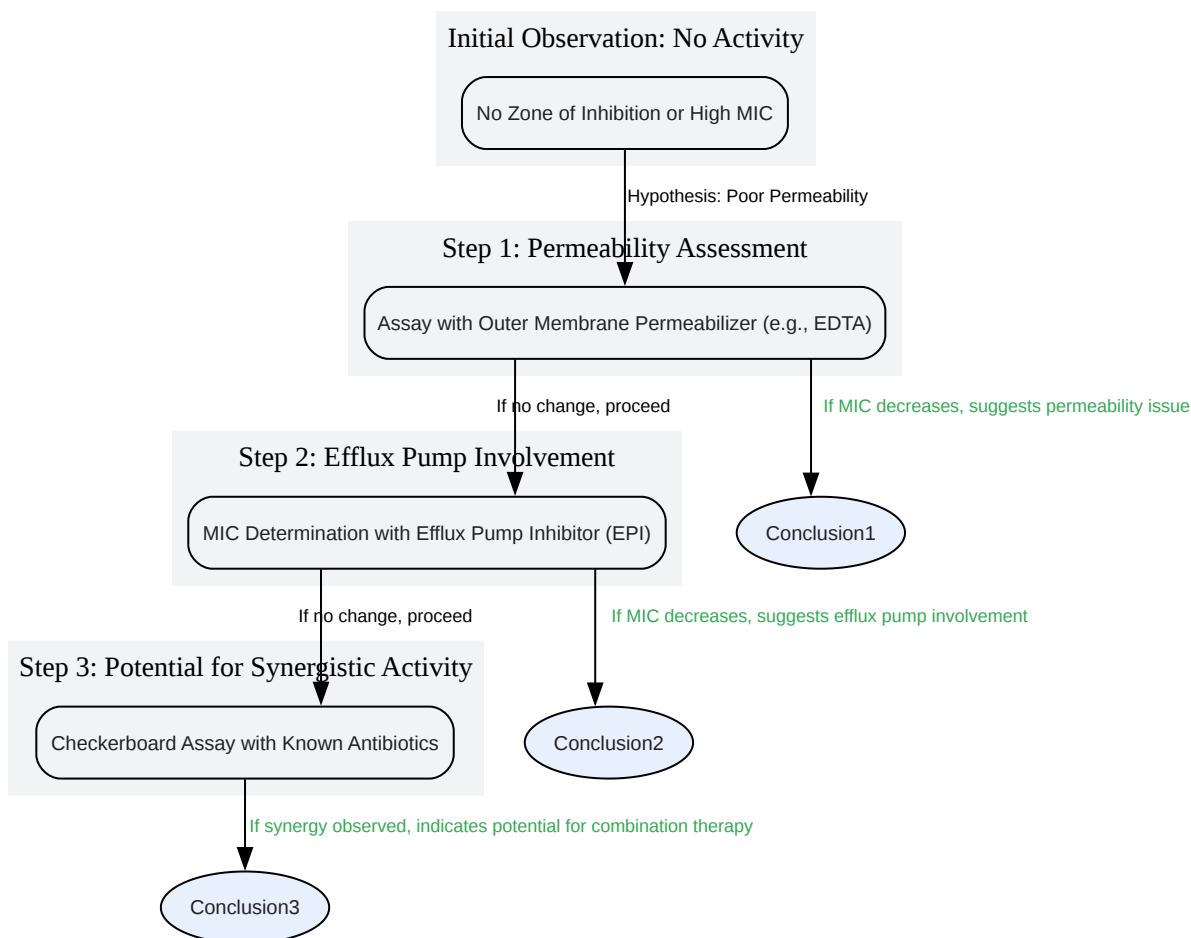 Initial Observation: No Activity
No Zone of Inhibition or High MIC
Hypothesis: Poor Permeability
Step 1: Permeability Assessment
Assay with Outer Membrane Permeabilizer (e.g., EDTA)
If no change, proceed
If MIC decreases, suggests permeability issue
Step 2: Efflux Pump Involvement
MIC Determination with Efflux Pump Inhibitor (EPI)
Conclusion1
If no change, proceed
If MIC decreases, suggests efflux pump involvement
Step 3: Potential for Synergistic Activity
Checkerboard Assay with Known Antibiotics
Conclusion2
If synergy observed, indicates potential for combination therapy
Conclusion3